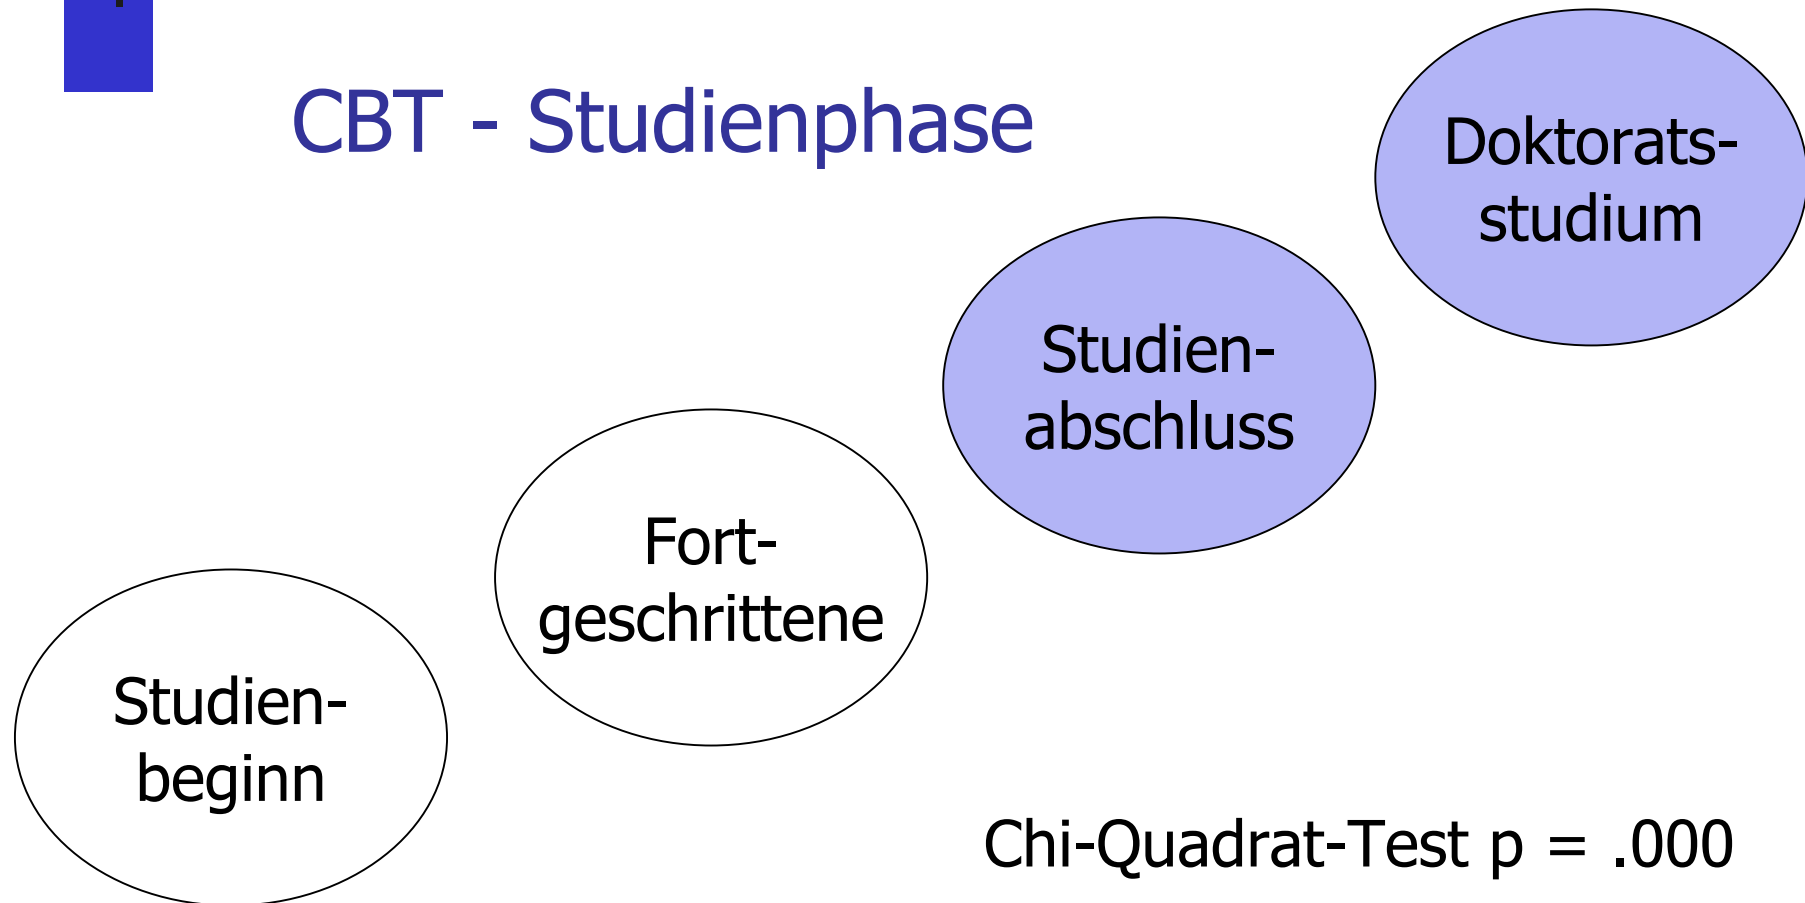 CBT - Studienphase
Doktorats-
studium
Studien-
abschluss
Fort-
geschrittene
Studien-
beginn
Chi-Quadrat-Test p = .000